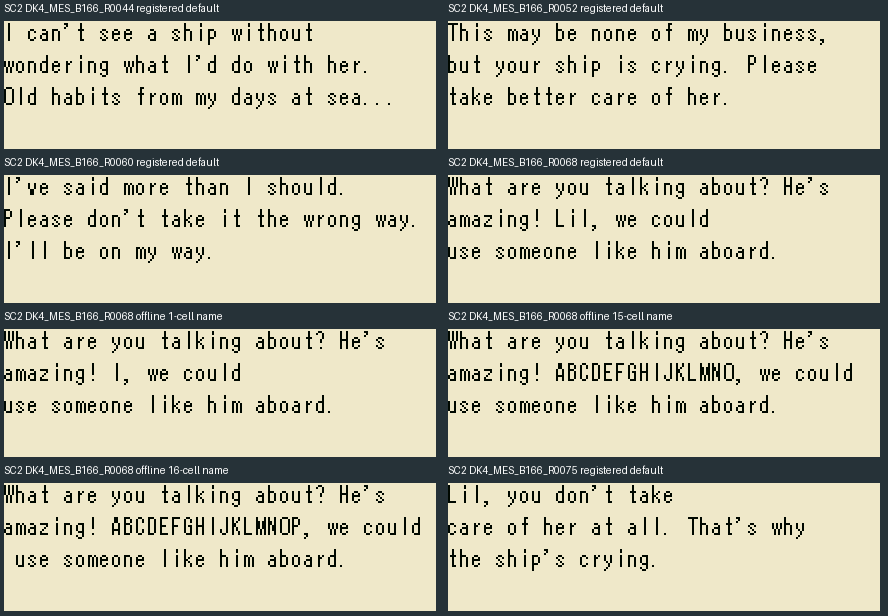 SC2 DK4_MES_B166_R0044 registered default
I can't see a ship without
wondering what I'd do with her.
Old habits from my days at sea...
SC2 DK4_MES_B166_R0052 registered default
This may be none of my business,
but your ship is crying. Please
take better care of her.
SC2 DK4_MES_B166_R0060 registered default
I've said more than I should.
Please don't take it the wrong way.
I'll be on my way.
SC2 DK4_MES_B166_R0068 registered default
What are you talking about? He's
amazing! Lil, we could
use someone like him aboard.
SC2 DK4_MES_B166_R0068 offline 1-cell name
What are you talking about? He's
amazing! I, we could
use someone like him aboard.
SC2 DK4_MES_B166_R0068 offline 15-cell name
What are you talking about? He's
amazing! ABCDEFGHIJKLMNO, we could
use someone like him aboard.
SC2 DK4_MES_B166_R0068 offline 16-cell name
What are you talking about? He's
amazing! ABCDEFGHIJKLMNOP, we could
use someone like him aboard.
SC2 DK4_MES_B166_R0075 registered default
Lil, you don't take
care of her at all. That's why
the ship's crying.